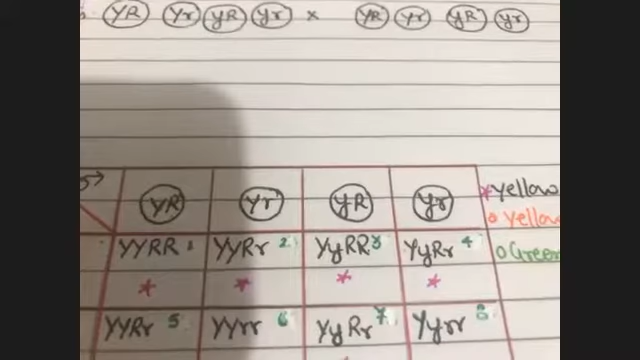 YR Yr yR yr × YR Yr yR yr
YR Yr yR yr * yellow
o yellow
YYRR 1 YYRr 2 YyRR 3 YyRr 4 o Green
* * * *
YYRr 5 YYrr 6 YyRr 7 Yyrr 8